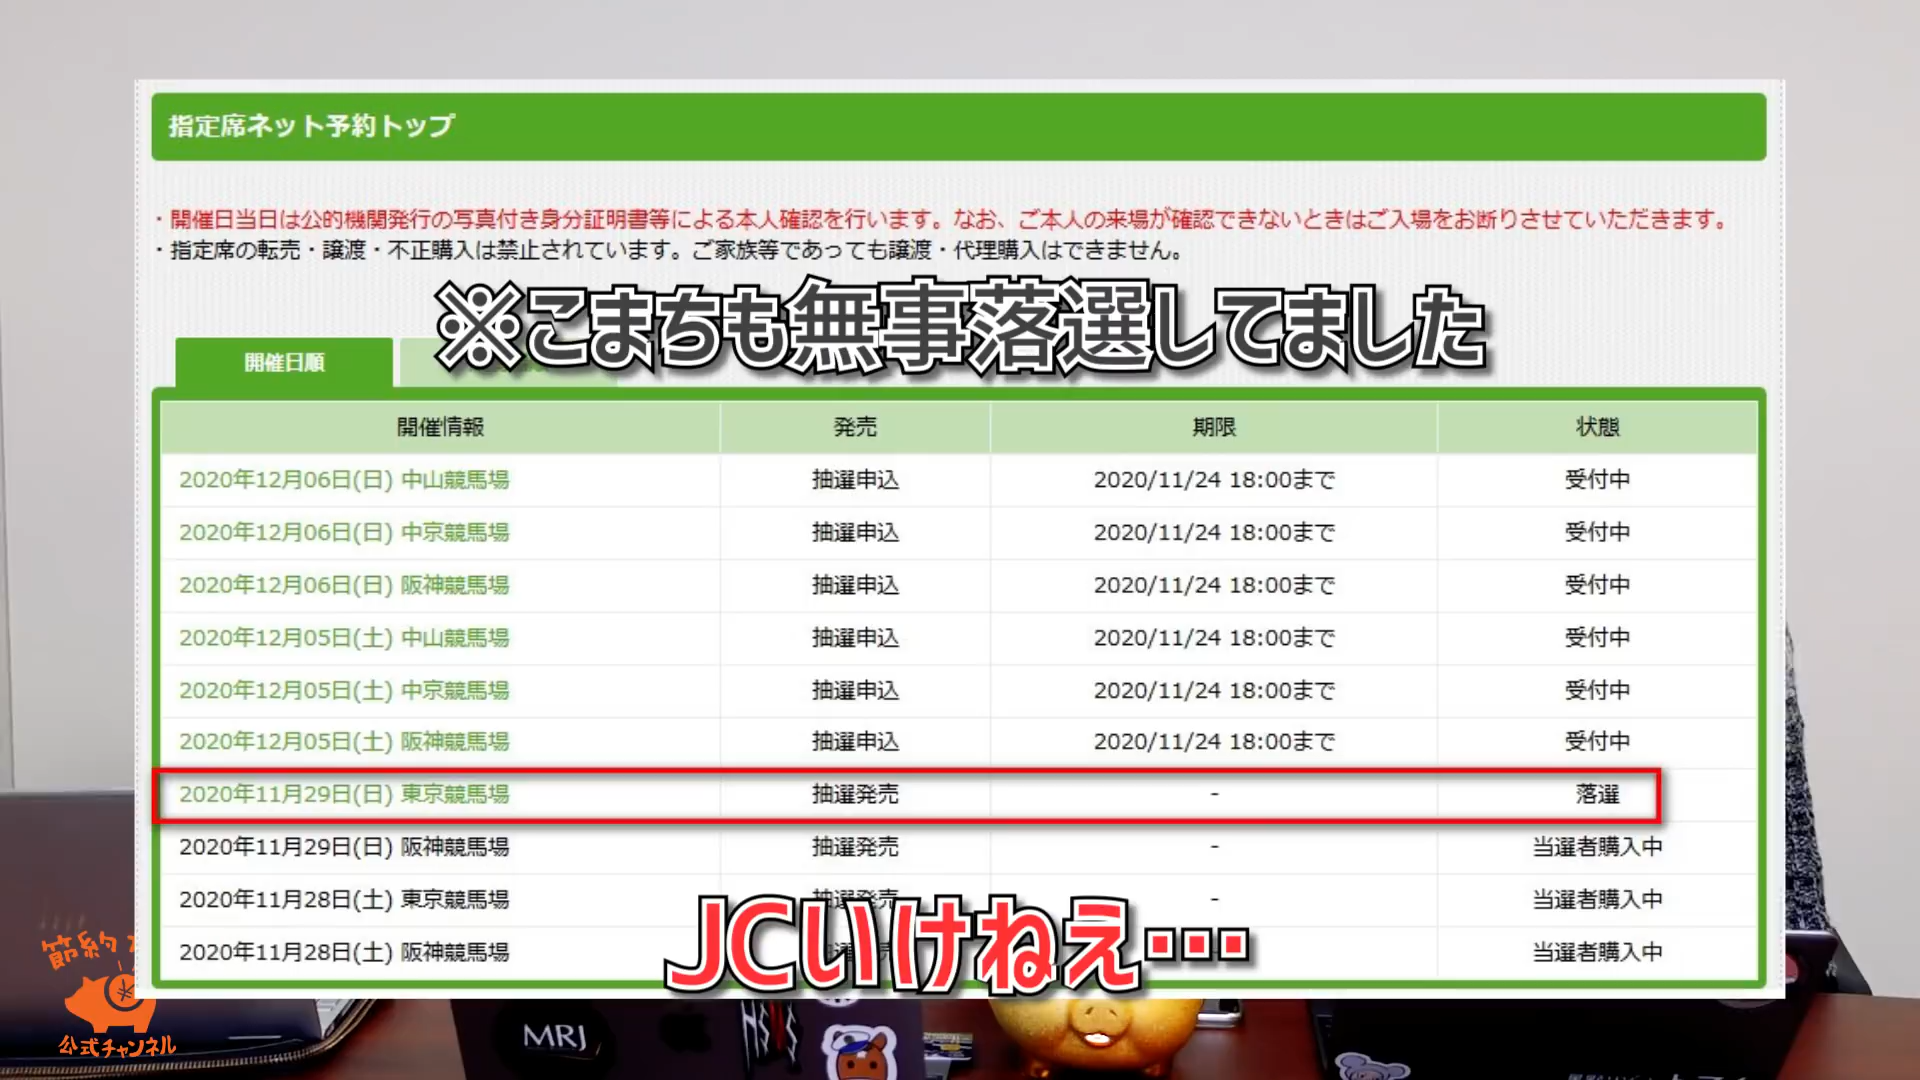 指定席ネット予約トップ
・開催日当日は公的機関発行の写真付き身分証明書等による本人確認を行います。なお、ご本人の来場が確認できないときはご入場をお断りさせていただきます。
・指定席の転売・譲渡・不正購入は禁止されています。ご家族等であっても譲渡・代理購入はできません。
※こまちも無事落選してました
開催日順
開催情報 発売 期限 状態
2020年12月06日(日) 中山競馬場 抽選申込 2020/11/24 18:00まで 受付中
2020年12月06日(日) 中京競馬場 抽選申込 2020/11/24 18:00まで 受付中
2020年12月06日(日) 阪神競馬場 抽選申込 2020/11/24 18:00まで 受付中
2020年12月05日(土) 中山競馬場 抽選申込 2020/11/24 18:00まで 受付中
2020年12月05日(土) 中京競馬場 抽選申込 2020/11/24 18:00まで 受付中
2020年12月05日(土) 阪神競馬場 抽選申込 2020/11/24 18:00まで 受付中
2020年11月29日(日) 東京競馬場 抽選発売 - 落選
2020年11月29日(日) 阪神競馬場 抽選発売 - 当選者購入中
2020年11月28日(土) 東京競馬場 抽選発売 - 当選者購入中
2020年11月28日(土) 阪神競馬場 当選者購入中
JCいけねえ…
節約
公式チャンネル
MRJ